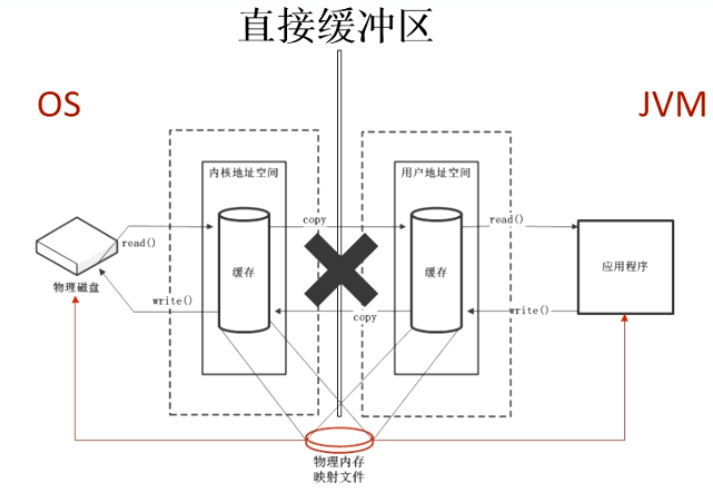 直接缓冲区
OS
JVM
内核地址空间
用户地址空间
copy
read()
read()
缓存
缓存
应用程序
物理磁盘
write()
copy
write()
物理内存
映射文件